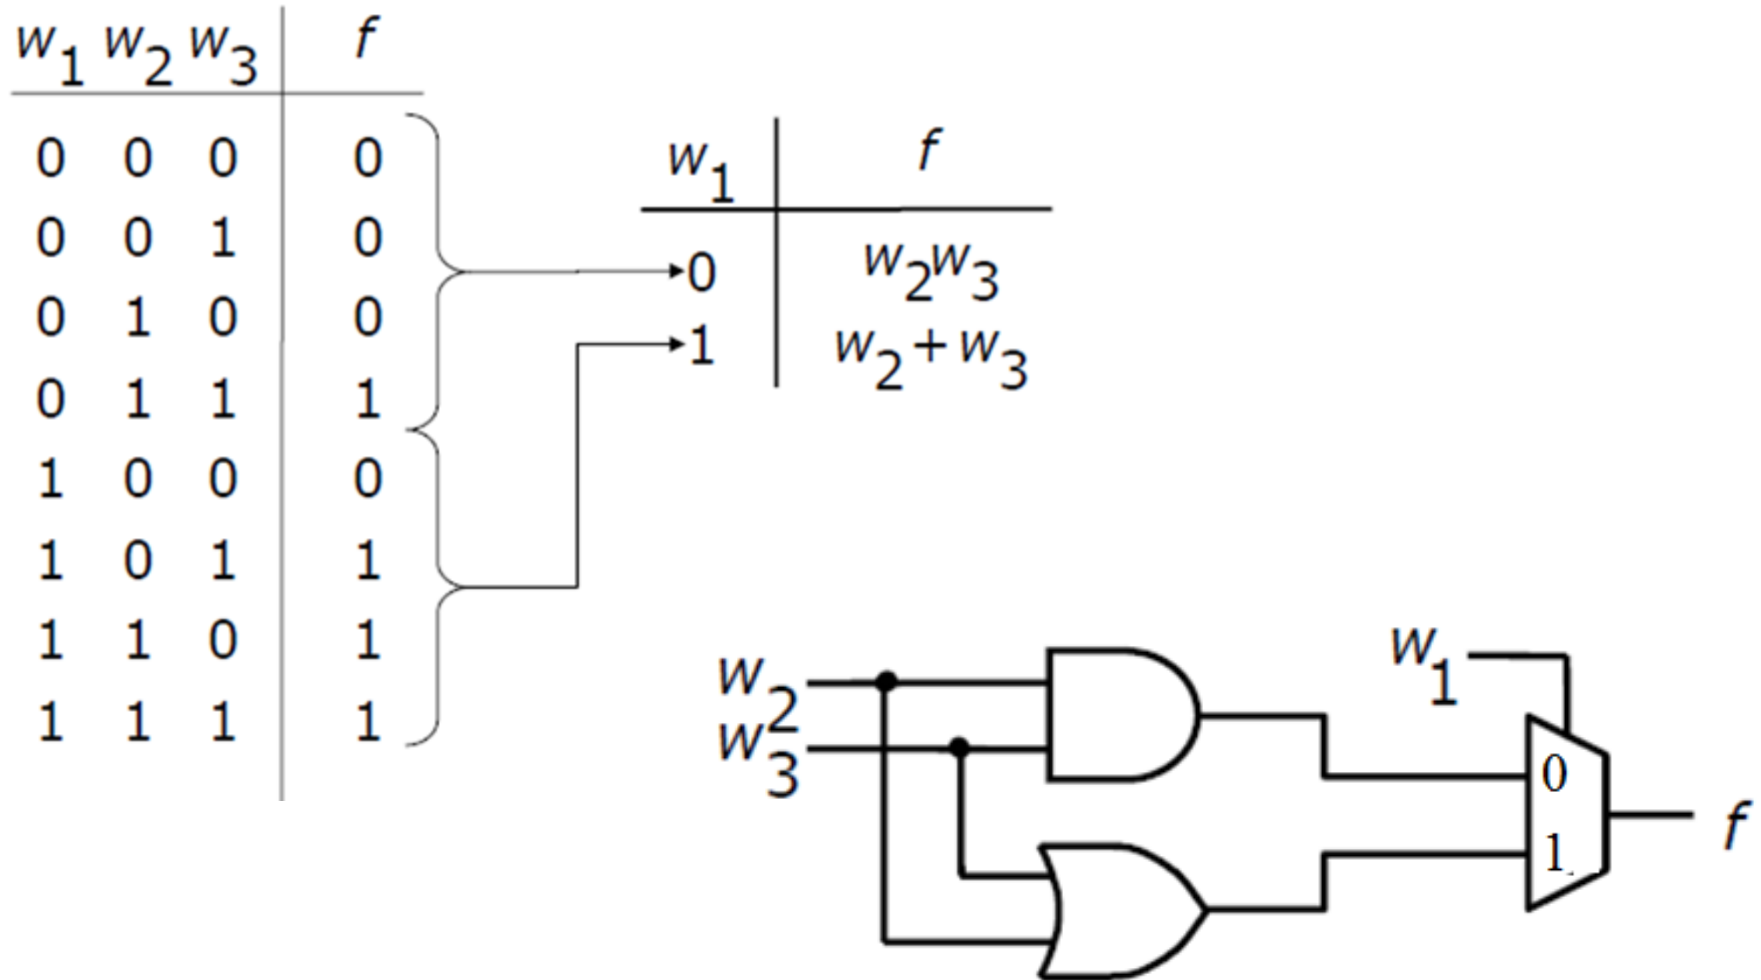 w1 w2 w3 f
0 0 0 0
0 0 1 0
0 1 0 0
0 1 1 1
1 0 0 0
1 0 1 1
1 1 0 1
1 1 1 1
w1 f
0 w2w3
1 w2+w3
w2
w3
w1
0
1
f